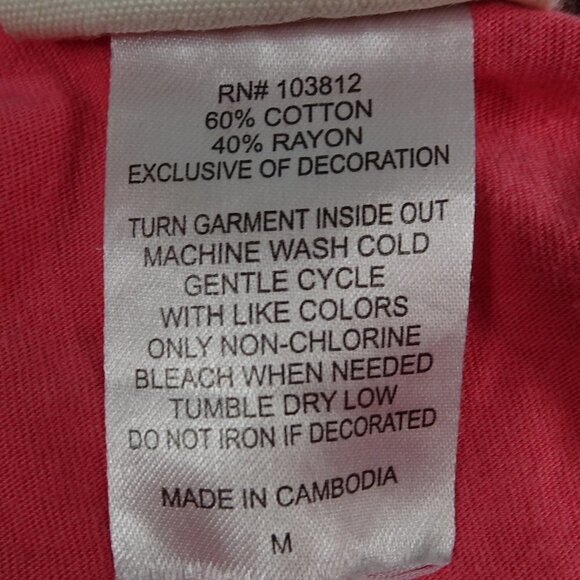 RN# 103812
60% COTTON
40% RAYON
EXCLUSIVE OF DECORATION
TURN GARMENT INSIDE OUT
MACHINE WASH COLD
GENTLE CYCLE
WITH LIKE COLORS
ONLY NON-CHLORINE
BLEACH WHEN NEEDED
TUMBLE DRY LOW
DO NOT IRON IF DECORATED
MADE IN CAMBODIA
M